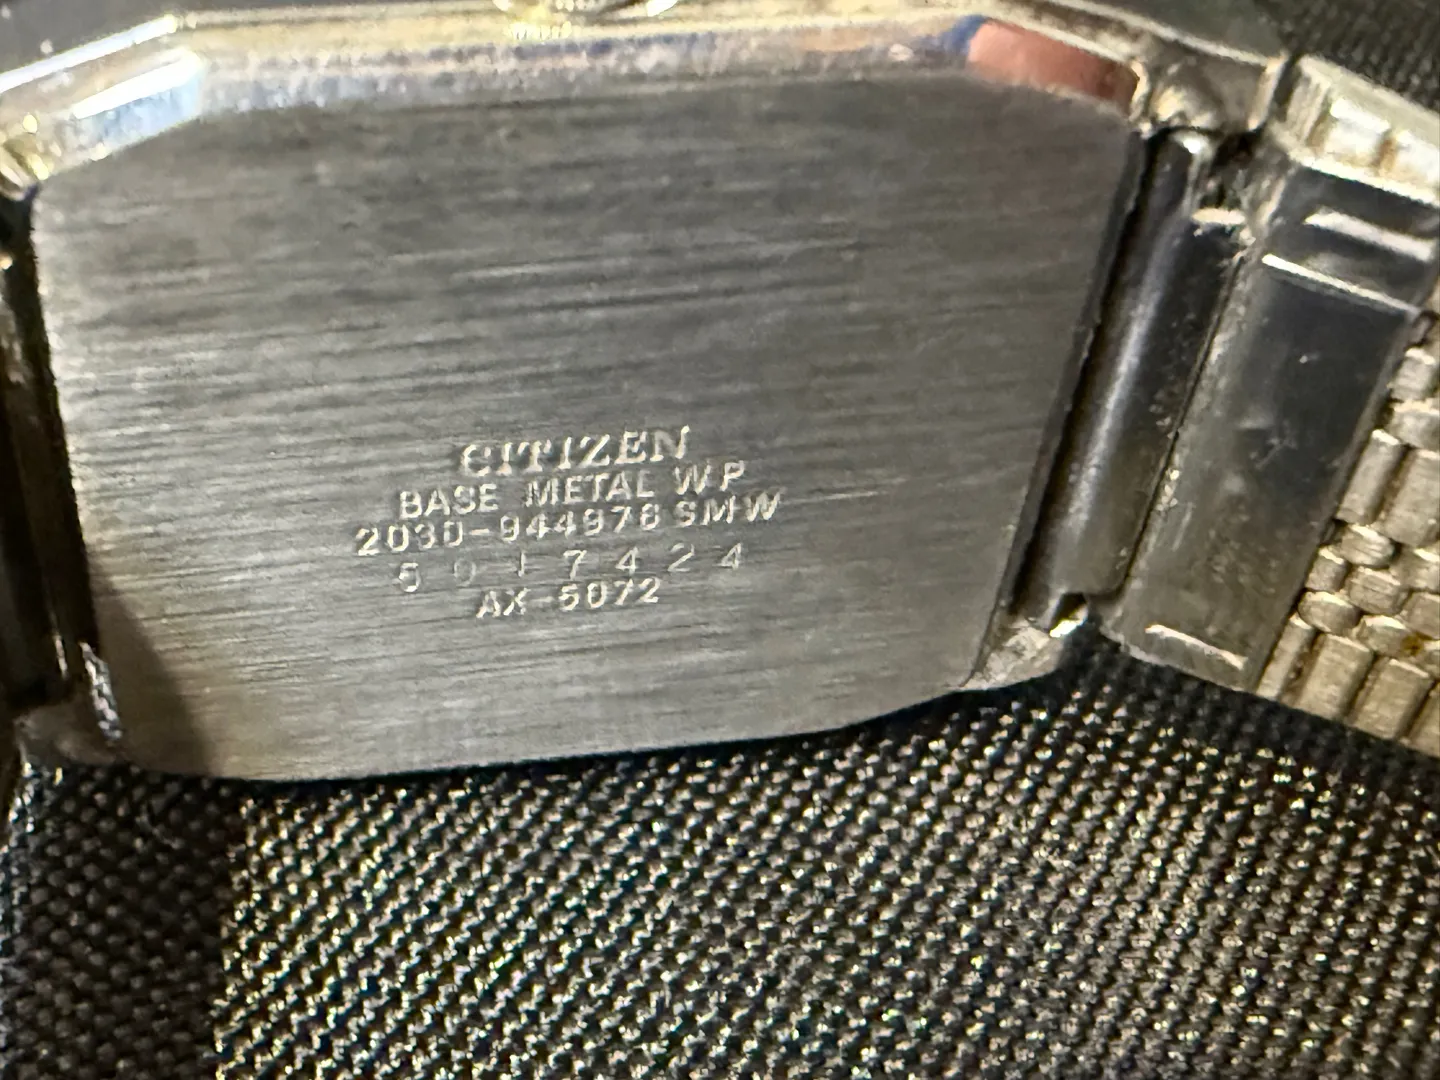 CITIZEN
BASE METAL WP
2030-944978 SMW
5017424
AX-5072